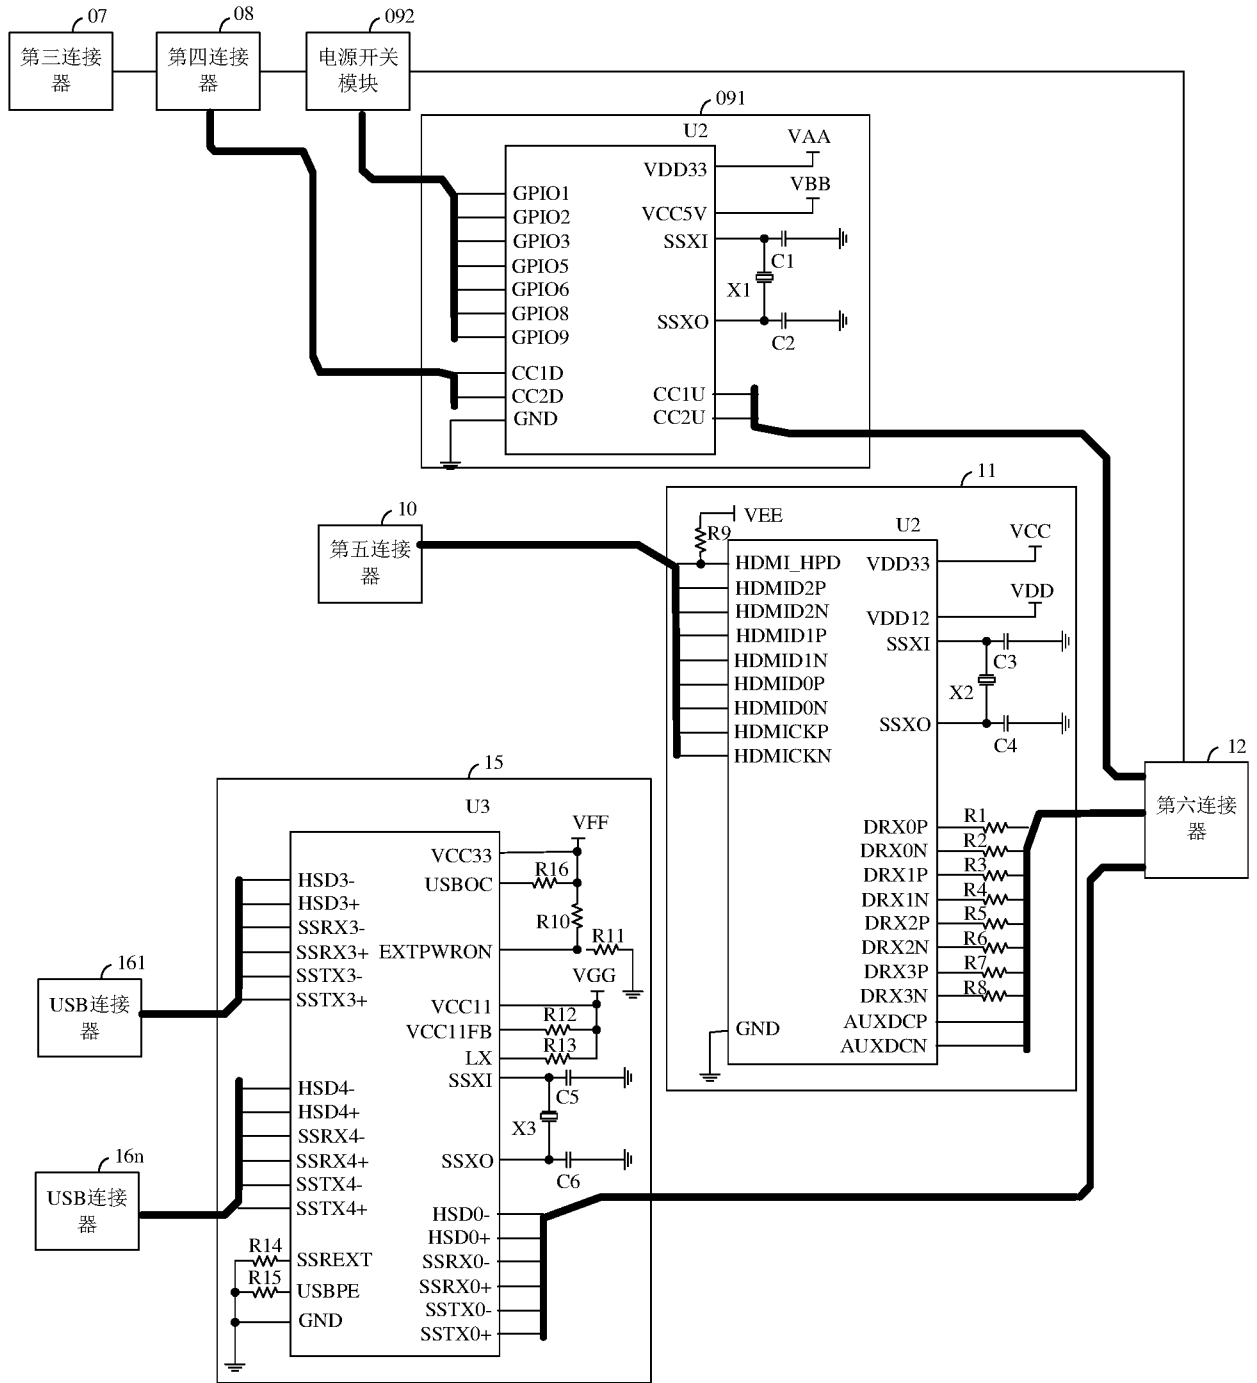 07
08
092
第三连接
器
第四连接
器
电源开关
模块
091
U2
GPIO1
GPIO2
GPIO3
GPIO5
GPIO6
GPIO8
GPIO9
CC1D
CC2D
GND
VDD33
VCC5V
SSXI
SSXO
CC1U
CC2U
VAA
VBB
C1
X1
C2
10
第五连接
器
11
VEE
R9
U2
HDMI_HPD
HDMID2P
HDMID2N
HDMID1P
HDMID1N
HDMID0P
HDMID0N
HDMICKP
HDMICKN
GND
VDD33
VDD12
SSXI
SSXO
VCC
VDD
C3
X2
C4
DRX0P
DRX0N
DRX1P
DRX1N
DRX2P
DRX2N
DRX3P
DRX3N
AUXDCP
AUXDCN
R1
R2
R3
R4
R5
R6
R7
R8
12
第六连接
器
15
U3
HSD3-
HSD3+
SSRX3-
SSRX3+
SSTX3-
SSTX3+
HSD4-
HSD4+
SSRX4-
SSRX4+
SSTX4-
SSTX4+
SSREXT
USBPE
GND
R14
R15
VCC33
USBOC
EXTPWRON
VCC11
VCC11FB
LX
SSXI
SSXO
HSD0-
HSD0+
SSRX0-
SSRX0+
SSTX0-
SSTX0+
VFF
R16
R10
R11
VGG
R12
R13
C5
X3
C6
161
USB连接
器
16n
USB连接
器